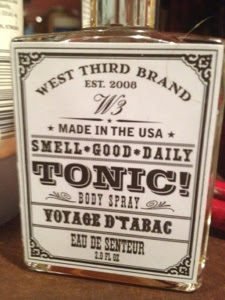 WEST THIRD BRAND
EST. 2008
W3
★ MADE IN THE USA ★
SMELL•GOOD•DAILY
TONIC!
BODY SPRAY
VOYAGE D'TABAC
EAU DE SENTEUR
2.0 FL OZ